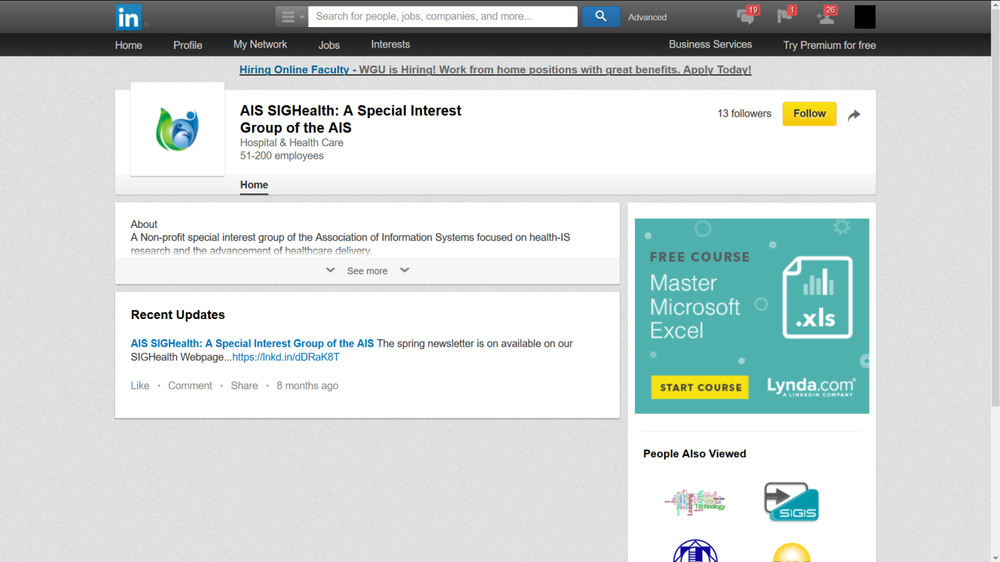 in
Search for people, jobs, companies, and more...
Advanced
19
1
26
Home
Profile
My Network
Jobs
Interests
Business Services
Try Premium for free
Hiring Online Faculty - WGU is Hiring! Work from home positions with great benefits. Apply Today!
AIS SIGHealth: A Special Interest
Group of the AIS
Hospital & Health Care
51-200 employees
13 followers
Follow
Home
About
A Non-profit special interest group of the Association of Information Systems focused on health-IS
research and the advancement of healthcare delivery.
See more
Recent Updates
AIS SIGHealth: A Special Interest Group of the AIS The spring newsletter is on available on our
SIGHealth Webpage...https://lnkd.in/dDRaK8T
Like • Comment • Share • 8 months ago
FREE COURSE
Master
Microsoft
Excel
.xls
START COURSE
Lynda.com
A LINKEDIN COMPANY
People Also Viewed
Learning
Technology
SIGIS